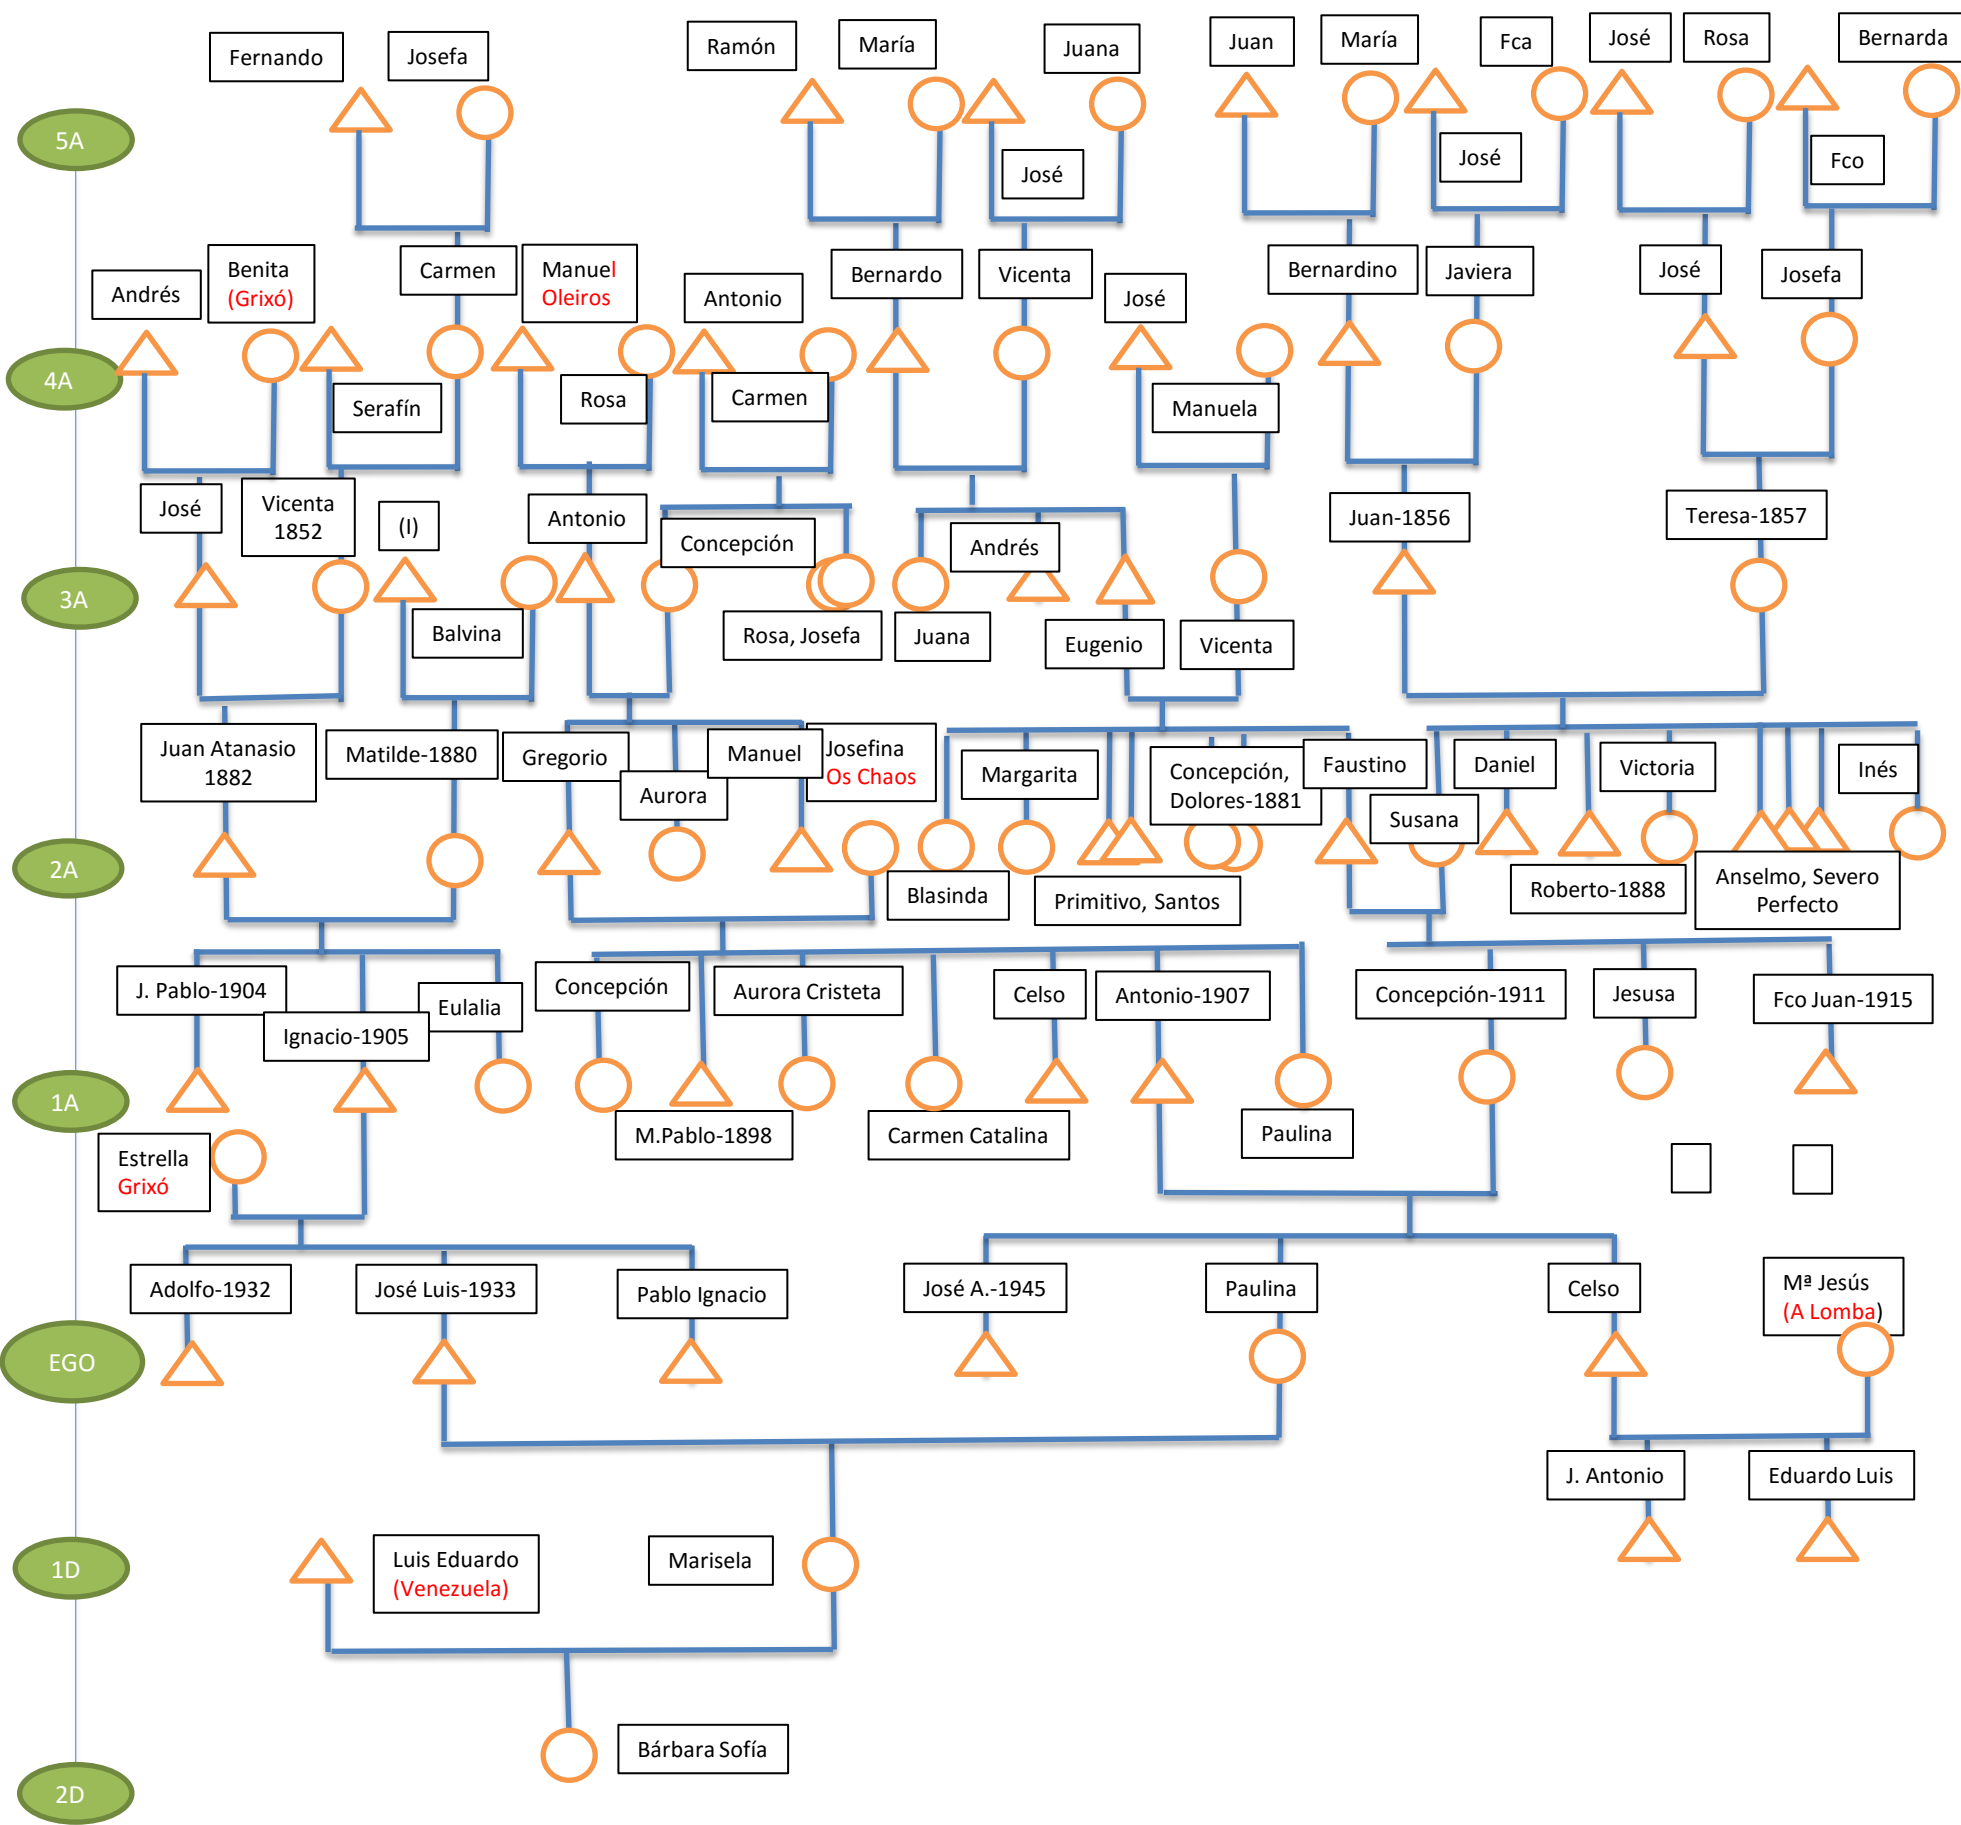 Fernando
Josefa
Ramón
María
Juana
Juan
María
Fca
José
Rosa
Bernarda
5A
José
José
Fco
Andrés
Benita
(Grixó)
Carmen
Manuel
Oleiros
Antonio
Bernardo
Vicenta
José
Bernardino
Javiera
José
Josefa
4A
Serafín
Rosa
Carmen
Manuela
José
Vicenta
1852
(I)
Antonio
Concepción
Andrés
Juan-1856
Teresa-1857
3A
Balvina
Rosa, Josefa
Juana
Eugenio
Vicenta
Juan Atanasio
1882
Matilde-1880
Gregorio
Aurora
Manuel
Josefina
Os Chaos
Margarita
Concepción,
Dolores-1881
Faustino
Susana
Daniel
Victoria
Inés
2A
Blasinda
Primitivo, Santos
Roberto-1888
Anselmo, Severo
Perfecto
J. Pablo-1904
Ignacio-1905
Eulalia
Concepción
Aurora Cristeta
Celso
Antonio-1907
Concepción-1911
Jesusa
Fco Juan-1915
1A
M.Pablo-1898
Carmen Catalina
Paulina
Estrella
Grixó
Adolfo-1932
José Luis-1933
Pablo Ignacio
José A.-1945
Paulina
Celso
Mª Jesús
(A Lomba)
EGO
J. Antonio
Eduardo Luis
1D
Luis Eduardo
(Venezuela)
Marisela
Bárbara Sofía
2D